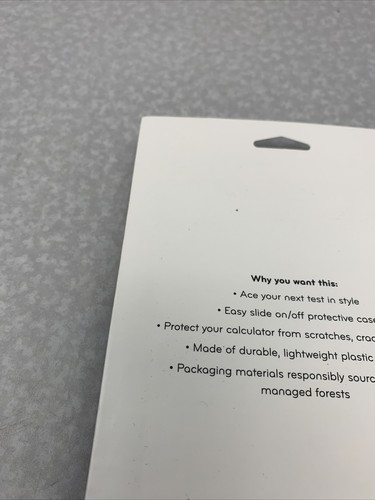 Why you want this:
• Ace your next test in style
• Easy slide on/off protective case
• Protect your calculator from scratches,
• Made of durable, lightweight plastic
• Packaging materials responsibly
managed forests